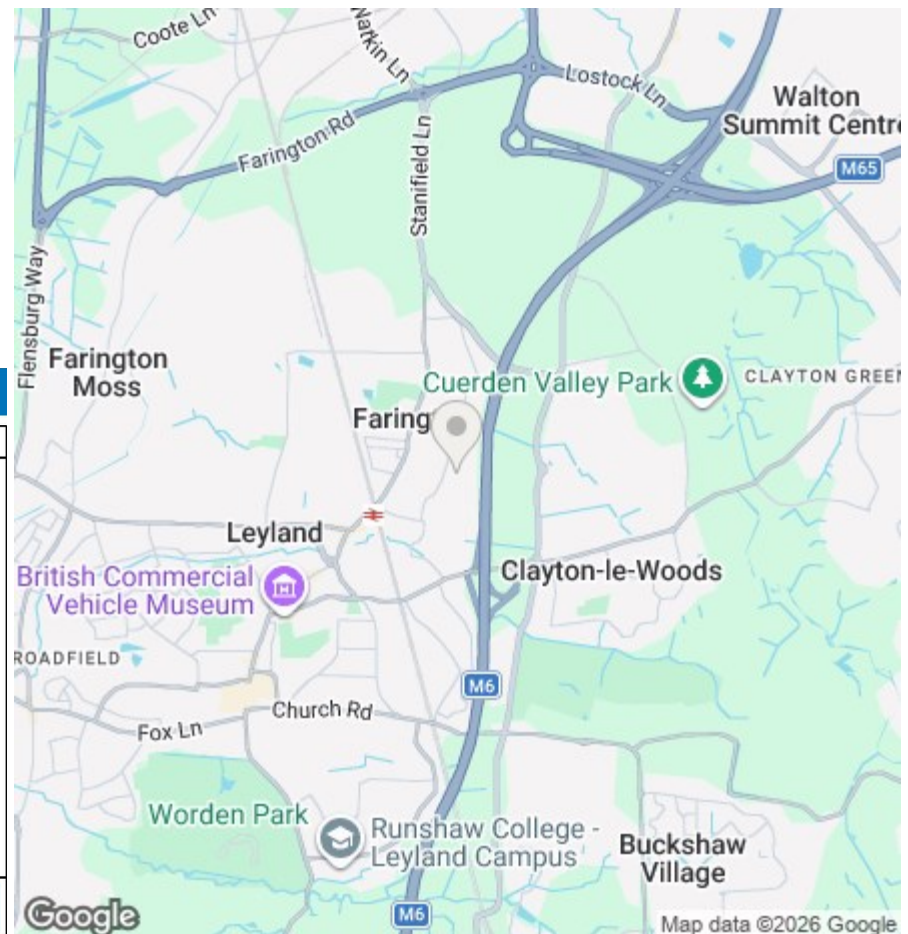 Coote Ln
Watkin Ln
Lostock Ln
Walton
Summit Centre
Farington Rd
M65
Stanifield Ln
Flensburg Way
Farington
Moss
Cuerden Valley Park
CLAYTON GREEN
Faring
Leyland
British Commercial
Vehicle Museum
Clayton-le-Woods
ROADFIELD
M6
Church Rd
Fox Ln
Worden Park
Runshaw College -
Leyland Campus
Buckshaw
Village
Google
M6
Map data ©2026 Google